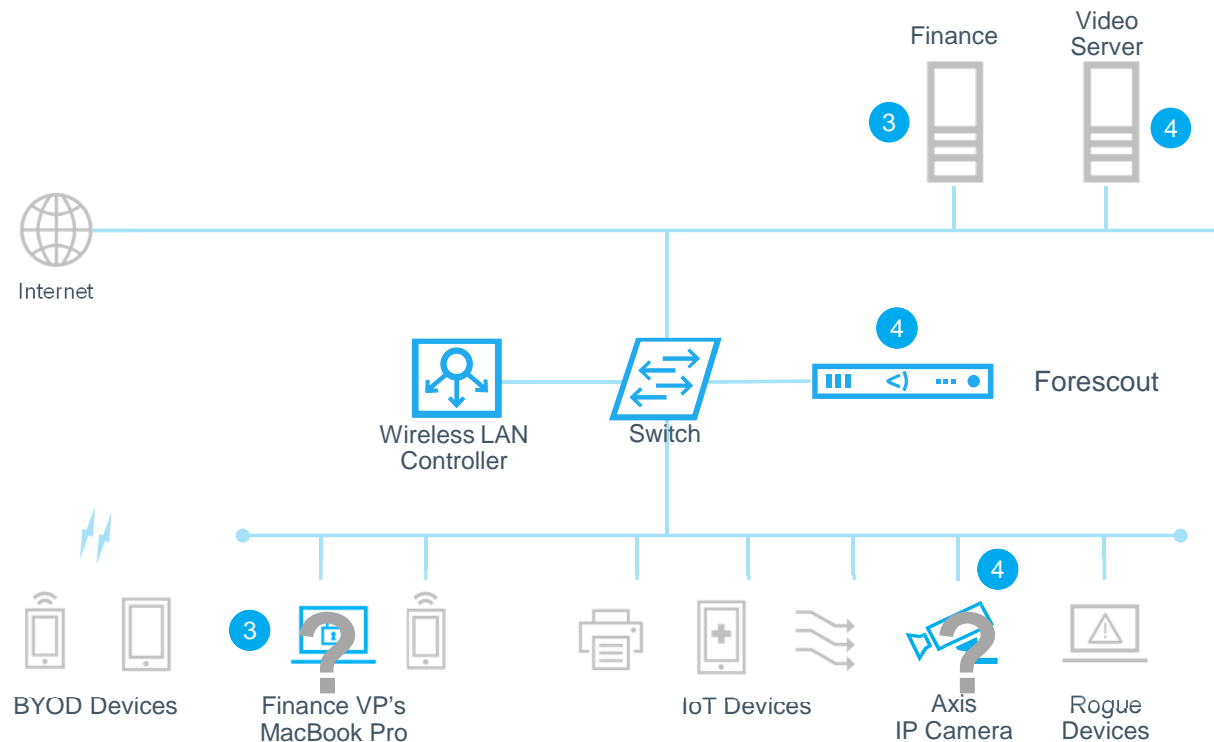 Finance
Video
Server
3
4
Internet
4
Forescout
Wireless LAN
Controller
Switch
4
3
?
?
BYOD Devices
Finance VP's
MacBook Pro
IoT Devices
Axis
IP Camera
Rogue
Devices